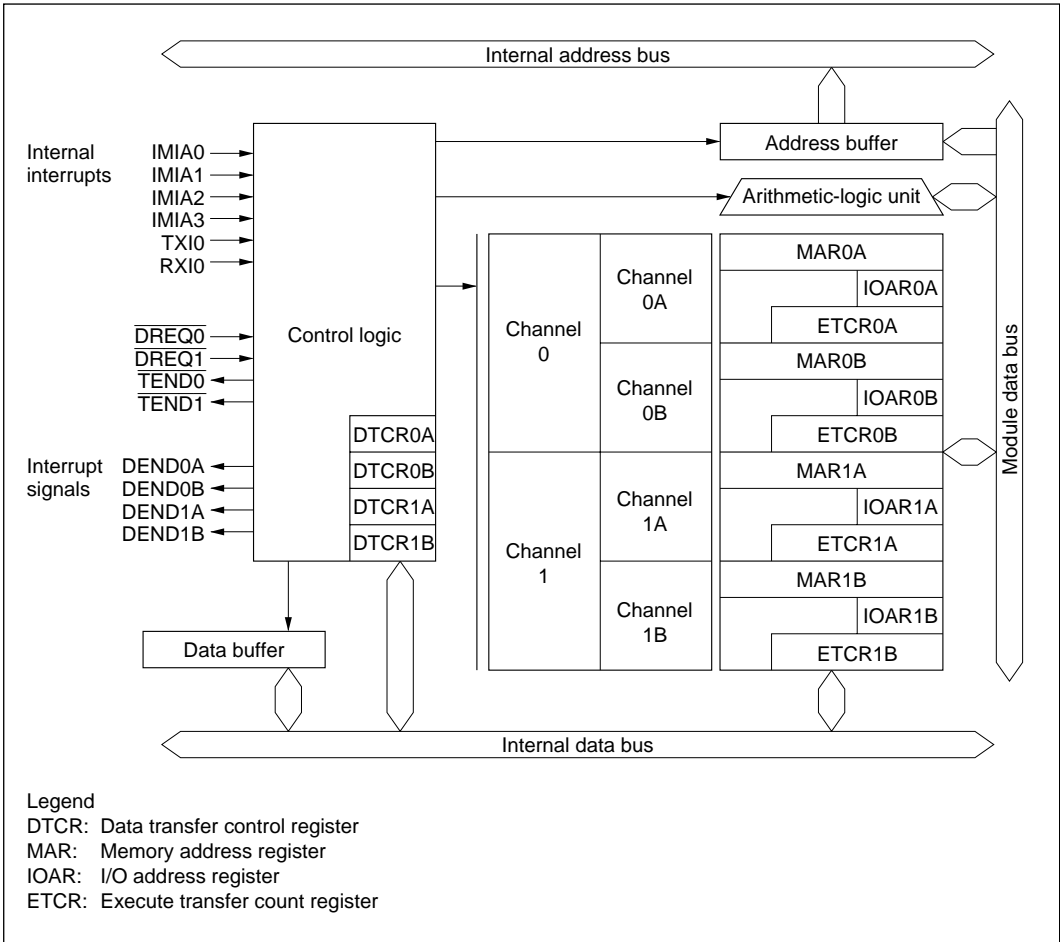 Internal address bus
Internal
interrupts
IMIA0
IMIA1
IMIA2
IMIA3
TXI0
RXI0
DREQ0
DREQ1
TEND0
TEND1
Interrupt
signals
DEND0A
DEND0B
DEND1A
DEND1B
Control logic
DTCR0A
DTCR0B
DTCR1A
DTCR1B
Data buffer
Address buffer
Arithmetic-logic unit
Channel
0
Channel
0A
Channel
0B
Channel
1
Channel
1A
Channel
1B
MAR0A
IOAR0A
ETCR0A
MAR0B
IOAR0B
ETCR0B
MAR1A
IOAR1A
ETCR1A
MAR1B
IOAR1B
ETCR1B
Module data bus
Internal data bus
Legend
DTCR: Data transfer control register
MAR: Memory address register
IOAR: I/O address register
ETCR: Execute transfer count register